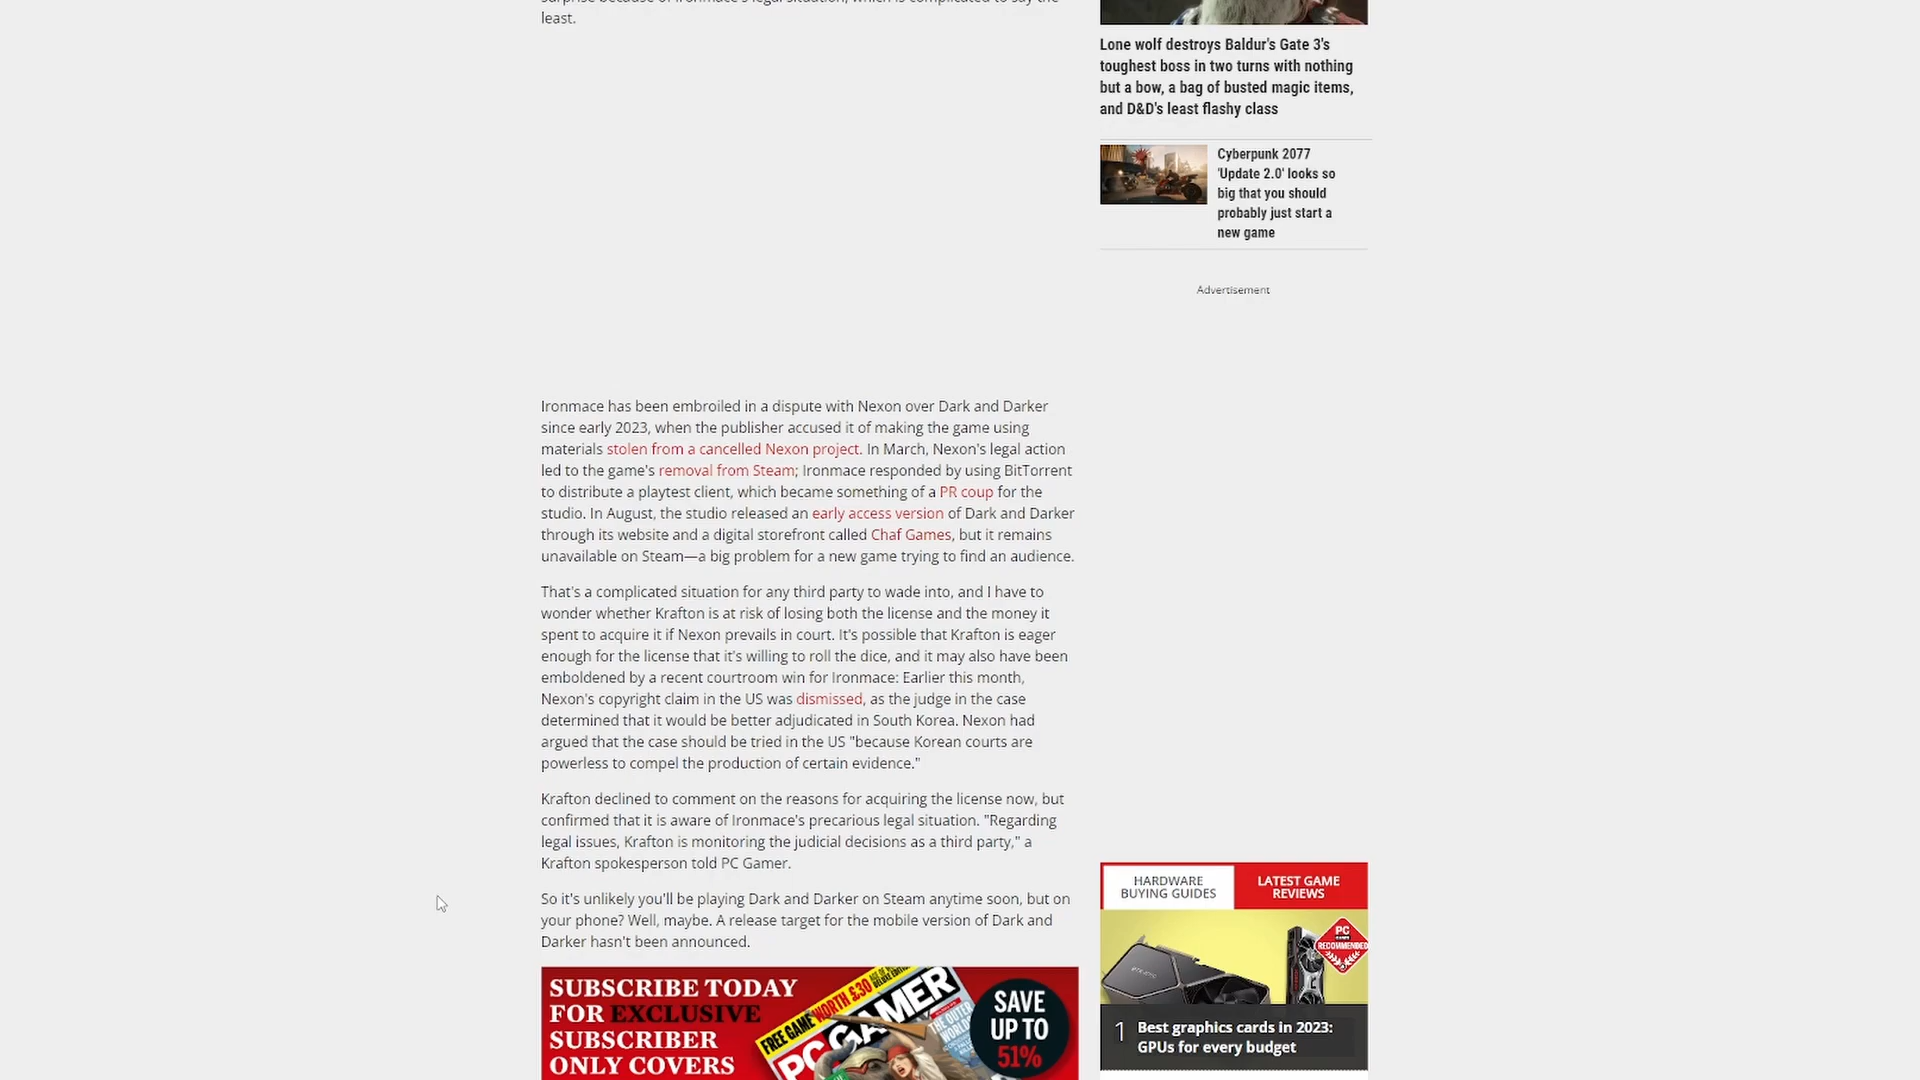 least.
Ironmace has been embroiled in a dispute with Nexon over Dark and Darker
since early 2023, when the publisher accused it of making the game using
materials stolen from a cancelled Nexon project. In March, Nexon's legal action
led to the game's removal from Steam; Ironmace responded by using BitTorrent
to distribute a playtest client, which became something of a PR coup for the
studio. In August, the studio released an early access version of Dark and Darker
through its website and a digital storefront called Chaf Games, but it remains
unavailable on Steam—a big problem for a new game trying to find an audience.
That's a complicated situation for any third party to wade into, and I have to
wonder whether Krafton is at risk of losing both the license and the money it
spent to acquire it if Nexon prevails in court. It's possible that Krafton is eager
enough for the license that it's willing to roll the dice, and it may also have been
emboldened by a recent courtroom win for Ironmace: Earlier this month,
Nexon's copyright claim in the US was dismissed, as the judge in the case
determined that it would be better adjudicated in South Korea. Nexon had
argued that the case should be tried in the US "because Korean courts are
powerless to compel the production of certain evidence."
Krafton declined to comment on the reasons for acquiring the license now, but
confirmed that it is aware of Ironmace's precarious legal situation. "Regarding
legal issues, Krafton is monitoring the judicial decisions as a third party," a
Krafton spokesperson told PC Gamer.
So it's unlikely you'll be playing Dark and Darker on Steam anytime soon, but on
your phone? Well, maybe. A release target for the mobile version of Dark and
Darker hasn't been announced.
SUBSCRIBE TODAY
FOR EXCLUSIVE
SUBSCRIBER
ONLY COVERS
FREE GAME WORTH £30
PC GAMER
THE OUTER
WORLDS
SAVE
UP TO
51%
Lone wolf destroys Baldur's Gate 3's
toughest boss in two turns with nothing
but a bow, a bag of busted magic items,
and D&D's least flashy class
Cyberpunk 2077
'Update 2.0' looks so
big that you should
probably just start a
new game
Advertisement
HARDWARE
BUYING GUIDES
LATEST GAME
REVIEWS
PC
GAMER
RECOMMENDED
1 Best graphics cards in 2023:
GPUs for every budget